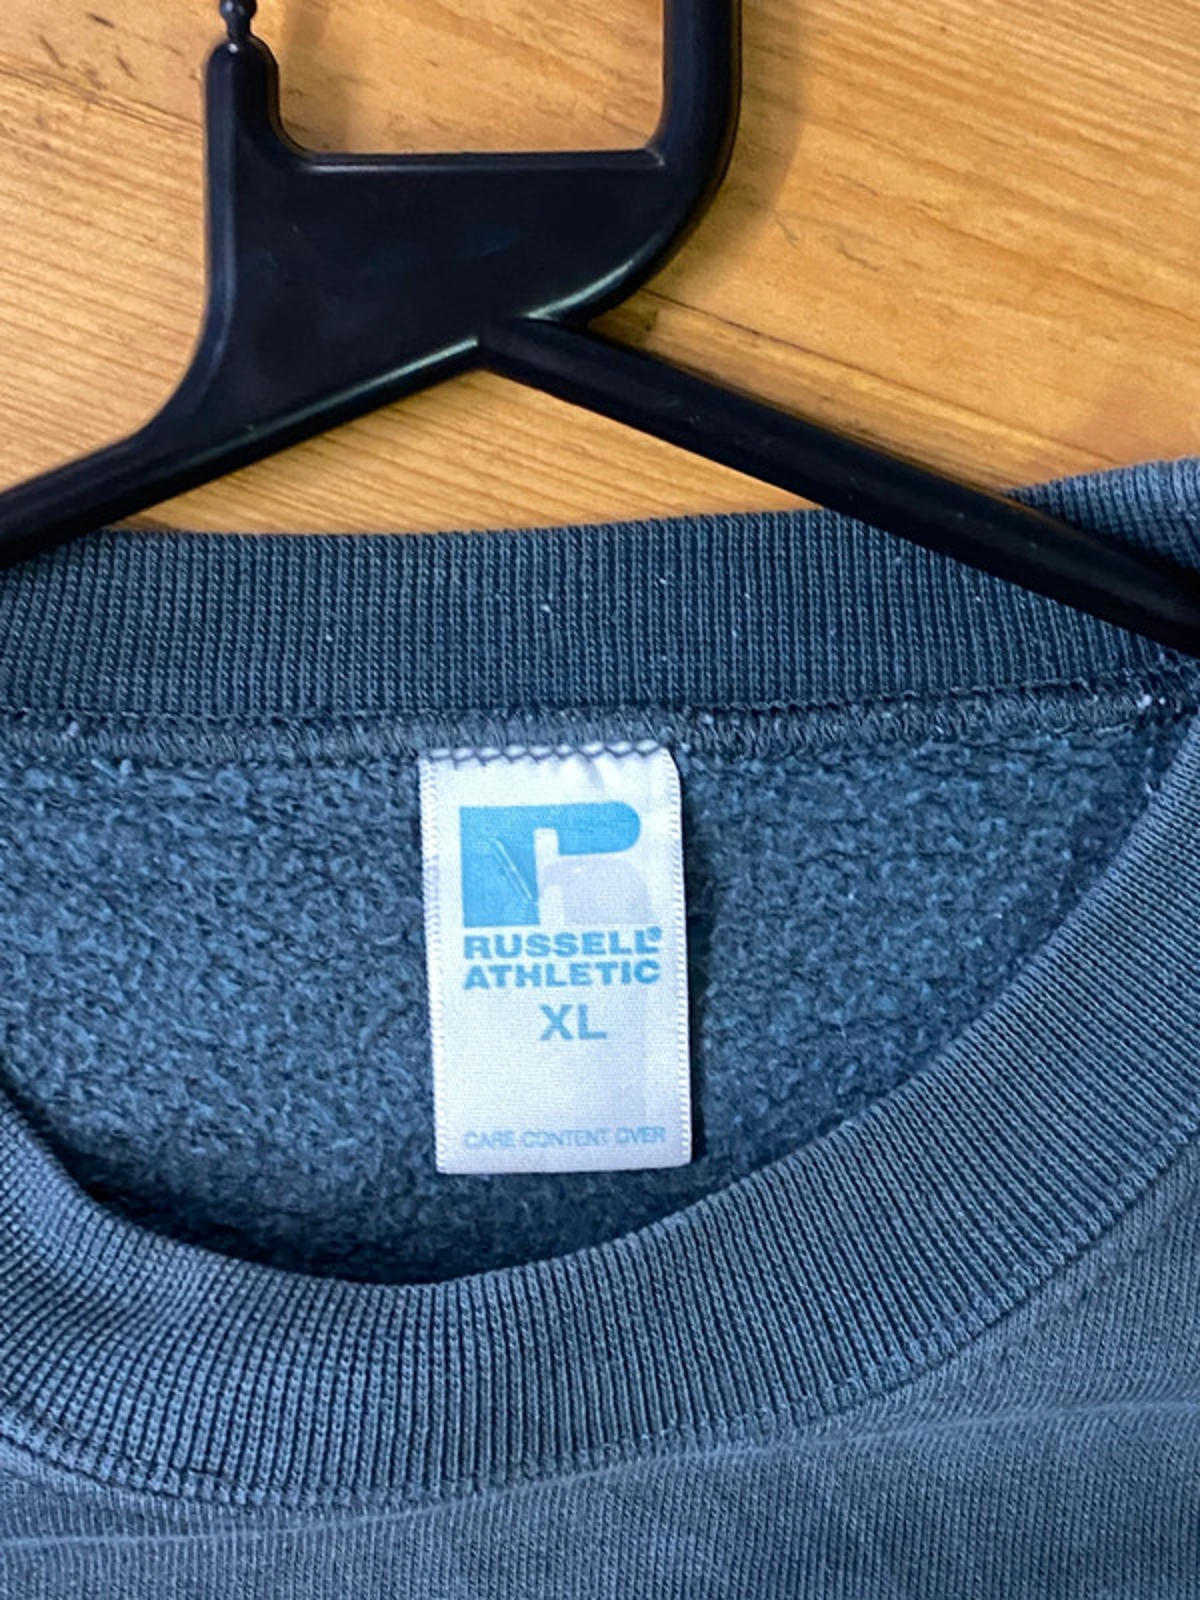 RUSSELL®
ATHLETIC
XL
CARE-CONTENT OVER